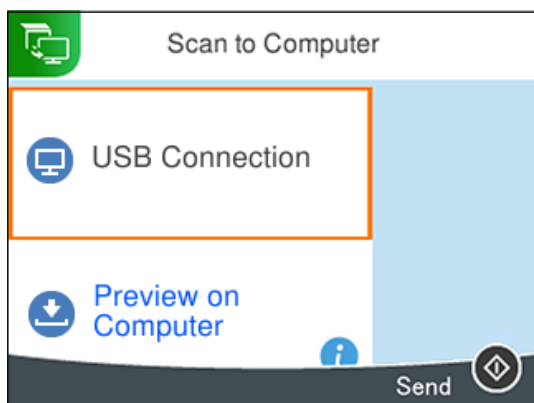 Scan to Computer
USB Connection
Preview on
Computer
i
Send